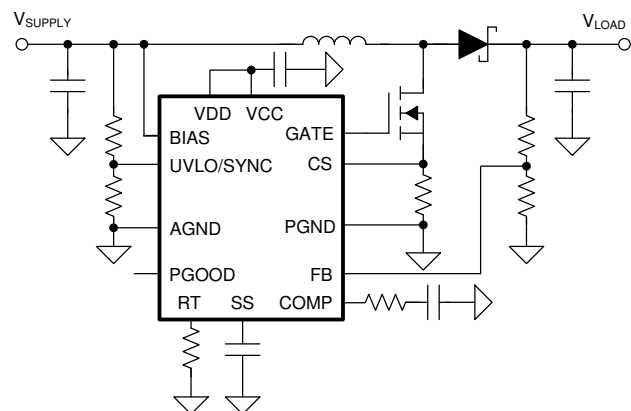 VSUPPLY
VLOAD
VDD VCC
BIAS
GATE
UVLO/SYNC
CS
AGND
PGND
PGOOD
FB
RT SS COMP